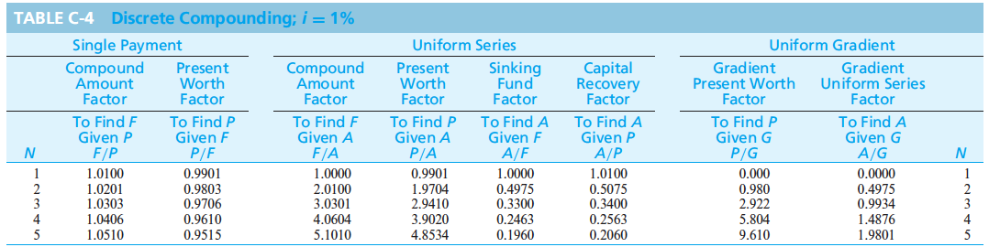 TABLE C-4 Discrete Compounding; i = 1%
Single Payment Uniform Series Uniform Gradient
Compound Present Compound Present Sinking Capital Gradient Gradient
Amount Worth Amount Worth Fund Recovery Present Worth Uniform Series
Factor Factor Factor Factor Factor Factor Factor Factor
To Find F To Find P To Find F To Find P To Find A To Find A To Find P To Find A
Given P Given F Given A Given A Given F Given P Given G Given G
N F/P P/F F/A P/A A/F A/P P/G A/G N
1 1.0100 0.9901 1.0000 0.9901 1.0000 1.0100 0.000 0.0000 1
2 1.0201 0.9803 2.0100 1.9704 0.4975 0.5075 0.980 0.4975 2
3 1.0303 0.9706 3.0301 2.9410 0.3300 0.3400 2.922 0.9934 3
4 1.0406 0.9610 4.0604 3.9020 0.2463 0.2563 5.804 1.4876 4
5 1.0510 0.9515 5.1010 4.8534 0.1960 0.2060 9.610 1.9801 5